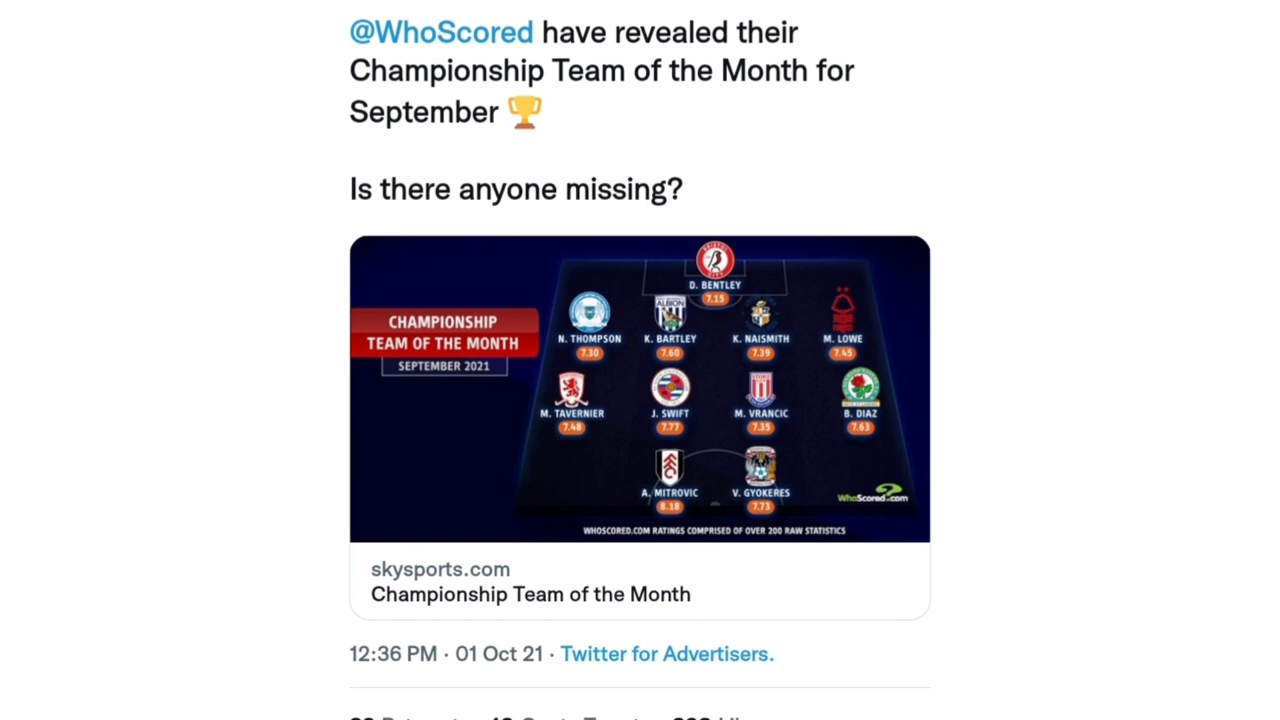 @WhoScored have revealed their
Championship Team of the Month for
September 🏆
Is there anyone missing?
CHAMPIONSHIP
TEAM OF THE MONTH
SEPTEMBER 2021
D. BENTLEY
7.15
N. THOMPSON K. BARTLEY K. NAISMITH M. LOWE
7.30 7.60 7.39 7.45
M. TAVERNIER J. SWIFT M. VRANCIC B. DIAZ
7.48 7.77 7.35 7.63
A. MITROVIC V. GYOKERES
8.18 7.73
WhoScored.com
WHOSCORED.COM RATINGS COMPRISED OF OVER 200 RAW STATISTICS
skysports.com
Championship Team of the Month
12:36 PM · 01 Oct 21 · Twitter for Advertisers.